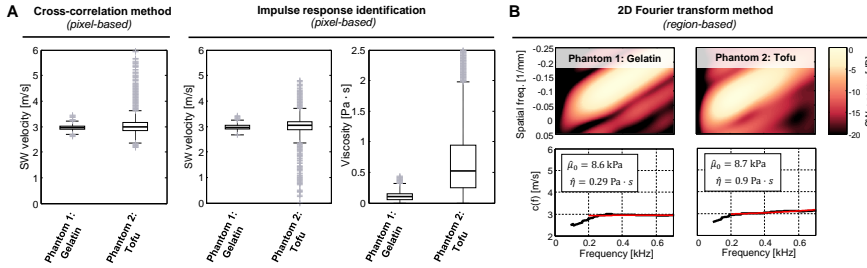 A
Cross-correlation method
(pixel-based)
Impulse response identification
(pixel-based)
SW velocity [m/s]
6
5
4
3
2
1
0
Phantom 1:
Gelatin
Phantom 2:
Tofu
SW velocity [m/s]
6
5
4
3
2
1
0
Phantom 1:
Gelatin
Phantom 2:
Tofu
Viscosity [Pa · s]
2.5
2
1.5
1
0.5
0
Phantom 1:
Gelatin
Phantom 2:
Tofu
B
2D Fourier transform method
(region-based)
Phantom 1: Gelatin
Phantom 2: Tofu
Spatial freq. [1/mm]
-0.25
-0.2
-0.15
-0.1
-0.05
0
0.05
0
-5
-10
-15
-20
c(f) [m/s]
6
5
4
3
2
1
μ̂₀ = 8.6 kPa
η̂ = 0.29 Pa · s
0
0.2
0.4
0.6
Frequency [kHz]
μ̂₀ = 8.7 kPa
η̂ = 0.9 Pa · s
0
0.2
0.4
0.6
Frequency [kHz]